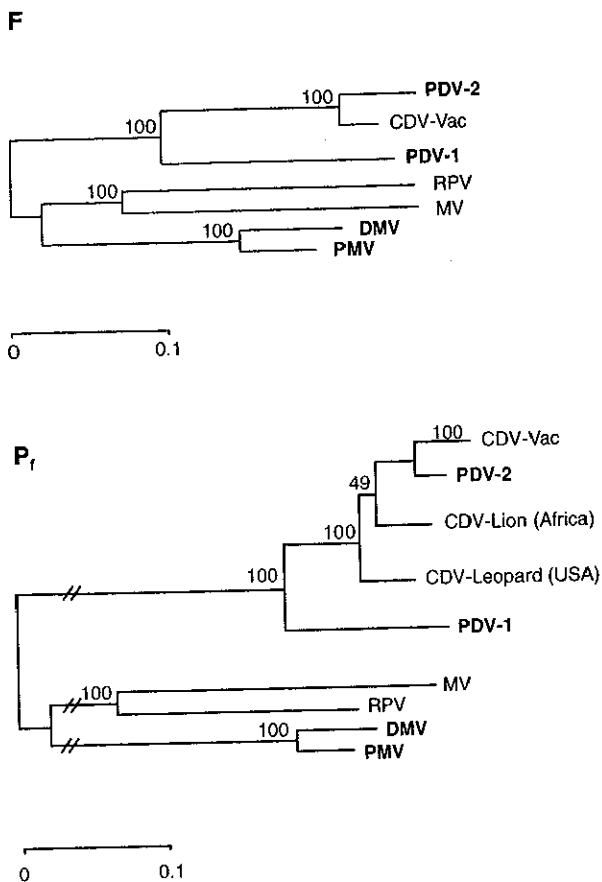 F
100 PDV-2
CDV-Vac
100
PDV-1
100 RPV
MV
100 DMV
PMV
0 0.1
Pf
100 CDV-Vac
PDV-2
49
CDV-Lion (Africa)
100
CDV-Leopard (USA)
100
PDV-1
100 MV
RPV
100 DMV
PMV
0 0.1